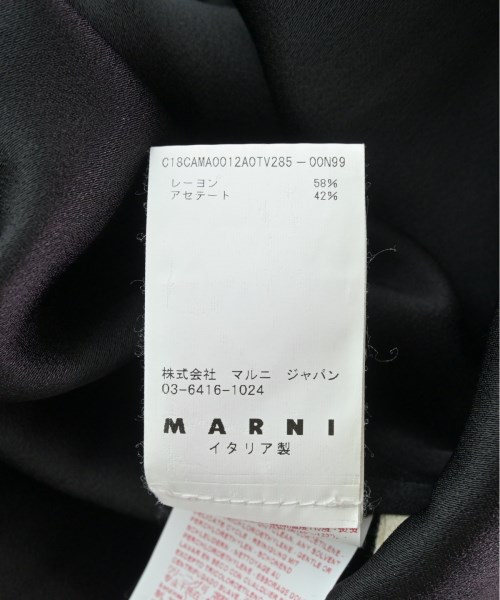 C18CAMA0012A0TV285-00N99
レーヨン 58%
アセテート 42%
株式会社 マルニ ジャパン
03-6416-1024
MARNI
イタリア製